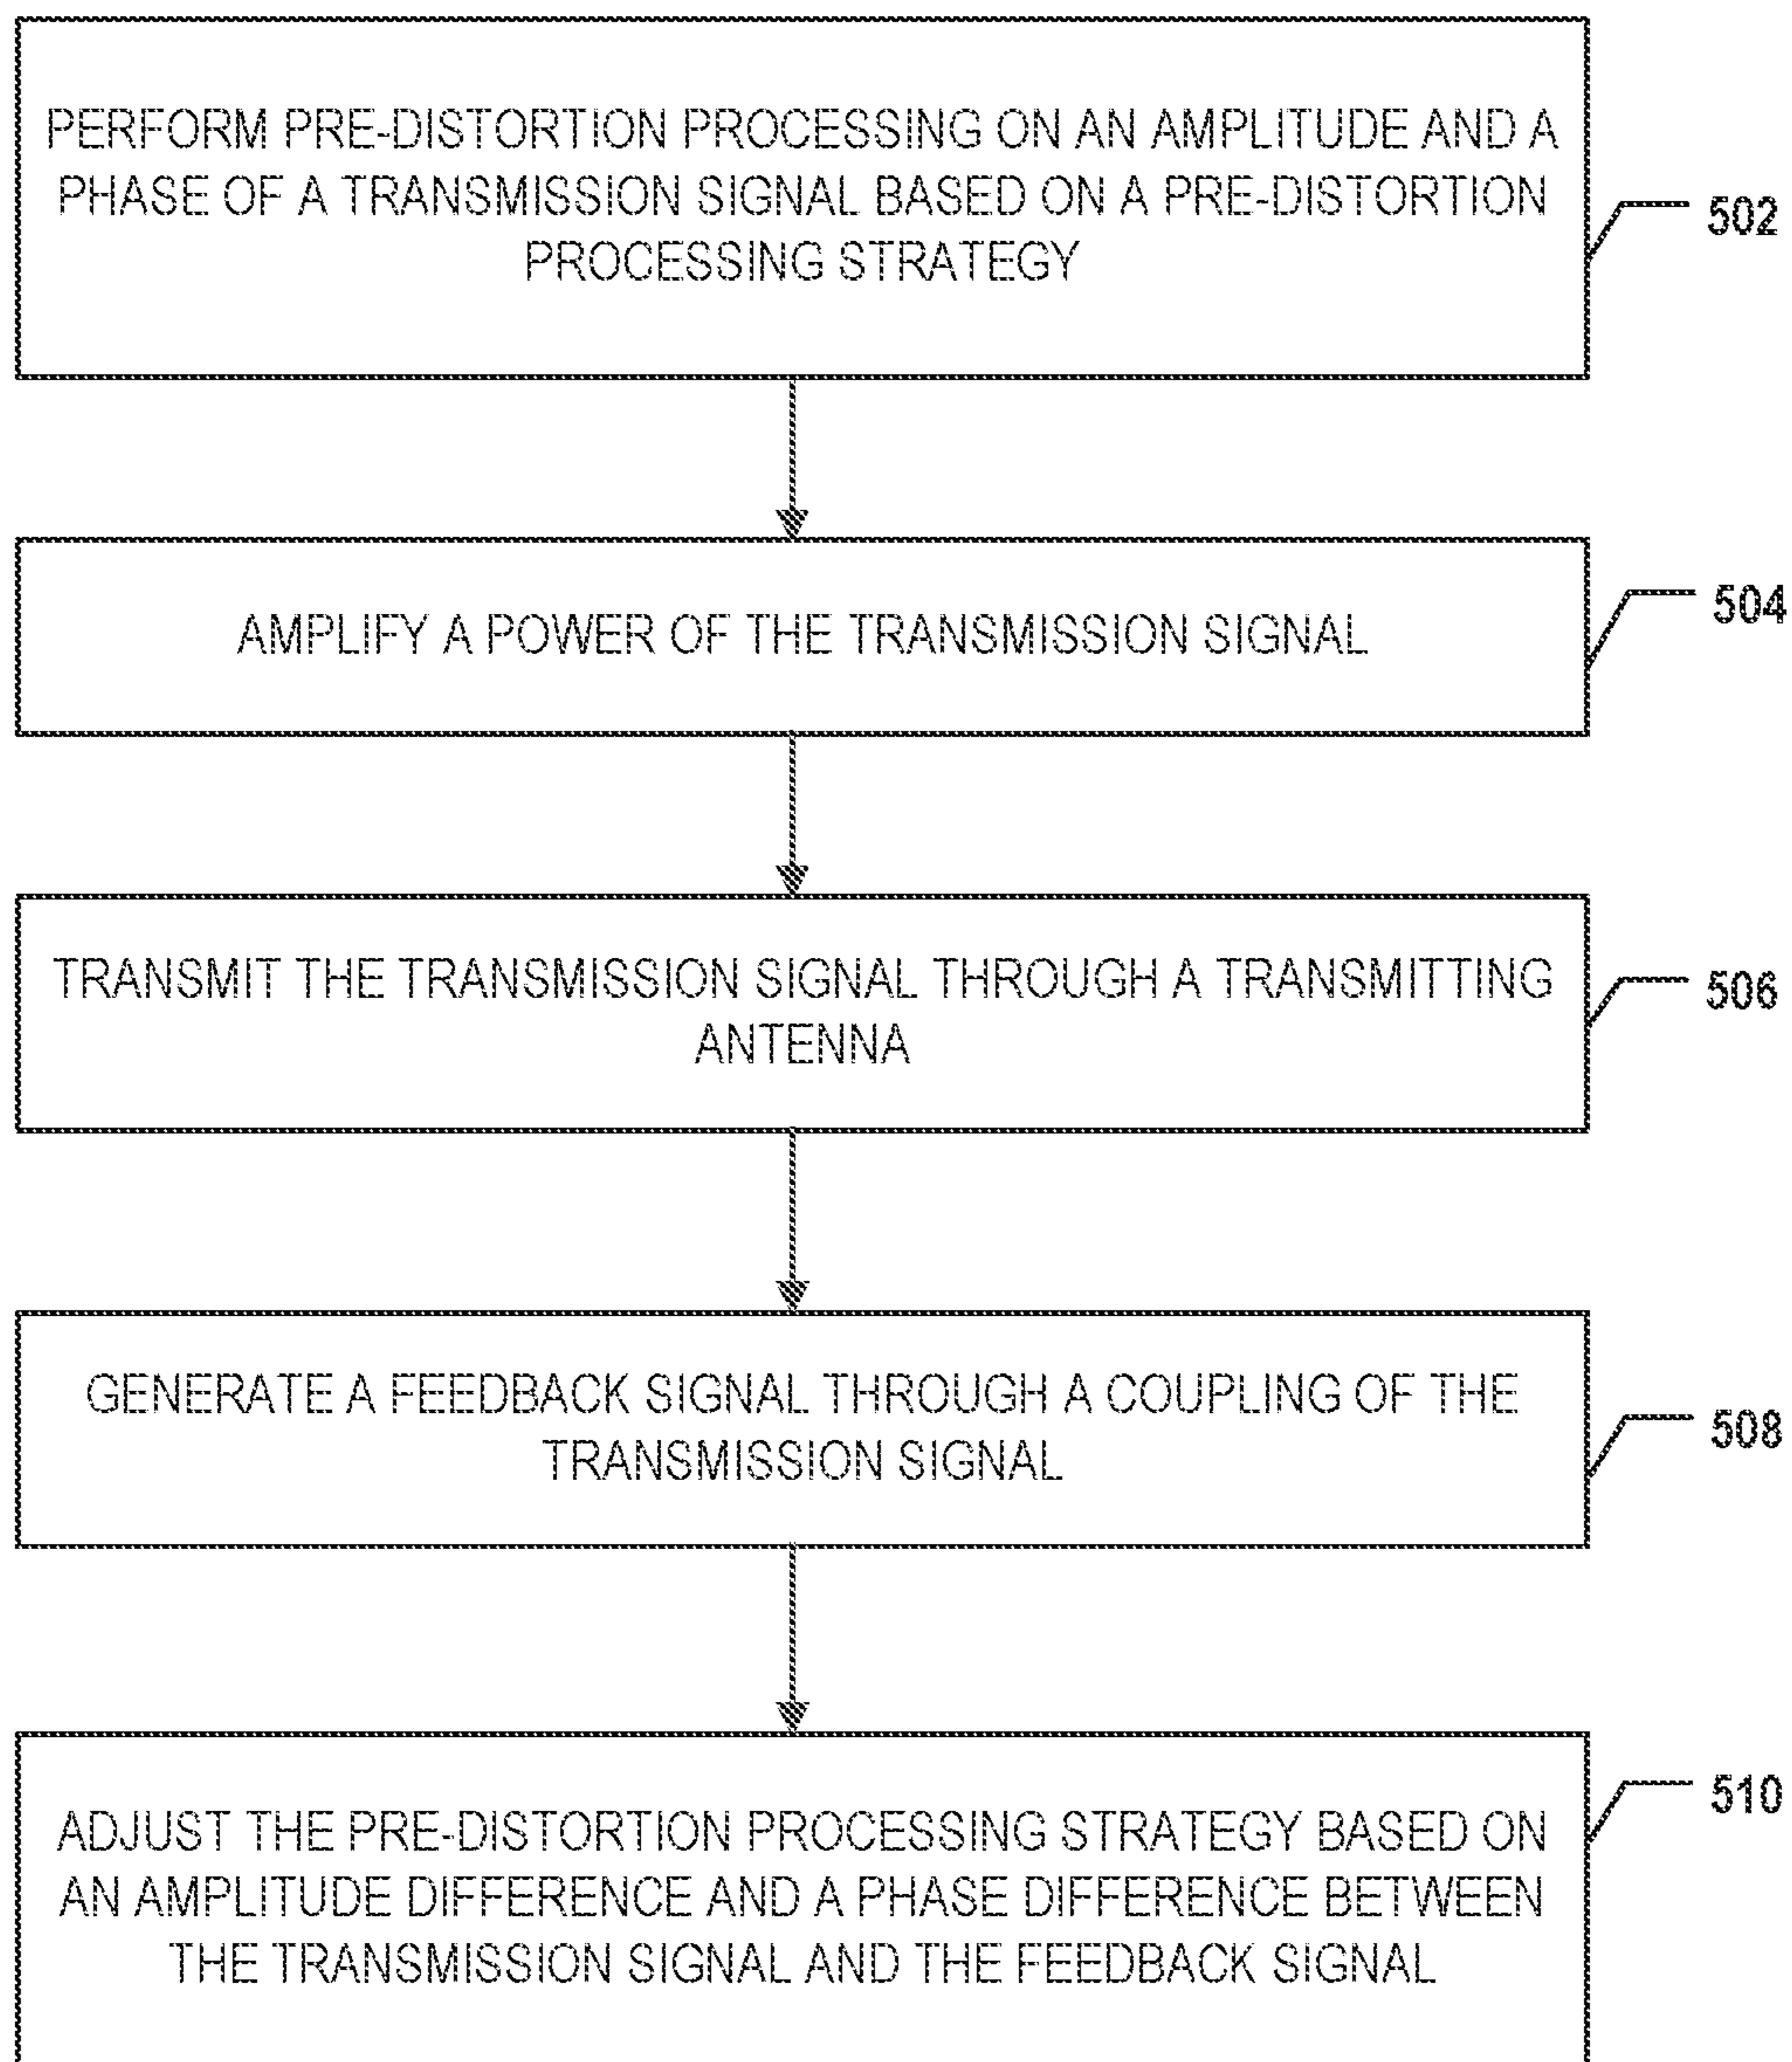 PERFORM PRE-DISTORTION PROCESSING ON AN AMPLITUDE AND A
PHASE OF A TRANSMISSION SIGNAL BASED ON A PRE-DISTORTION
PROCESSING STRATEGY
502
AMPLIFY A POWER OF THE TRANSMISSION SIGNAL
504
TRANSMIT THE TRANSMISSION SIGNAL THROUGH A TRANSMITTING
ANTENNA
506
GENERATE A FEEDBACK SIGNAL THROUGH A COUPLING OF THE
TRANSMISSION SIGNAL
508
ADJUST THE PRE-DISTORTION PROCESSING STRATEGY BASED ON
AN AMPLITUDE DIFFERENCE AND A PHASE DIFFERENCE BETWEEN
THE TRANSMISSION SIGNAL AND THE FEEDBACK SIGNAL
510